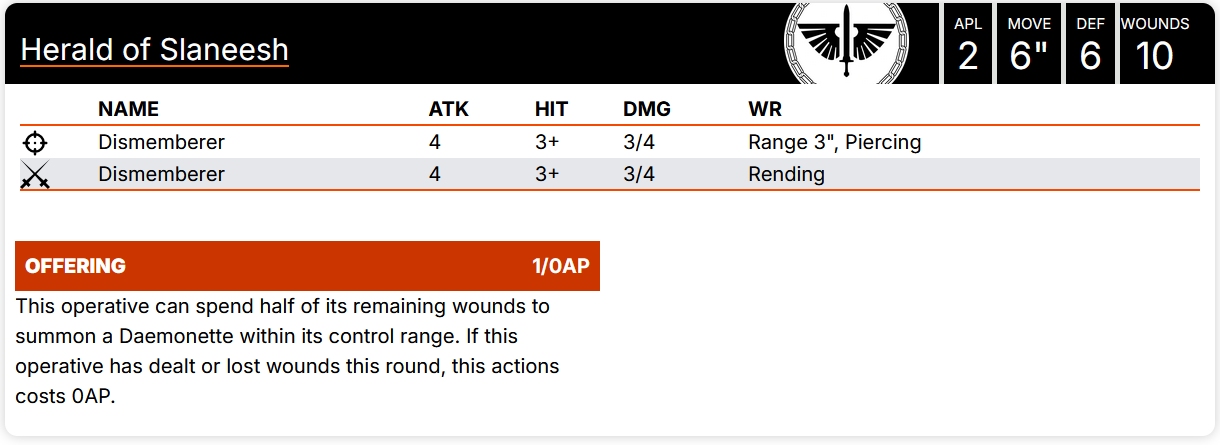 Herald of Slaneesh
APL MOVE DEF WOUNDS
2 6" 6 10
NAME ATK HIT DMG WR
Dismemberer 4 3+ 3/4 Range 3", Piercing
Dismemberer 4 3+ 3/4 Rending
OFFERING 1/0AP
This operative can spend half of its remaining wounds to
summon a Daemonette within its control range. If this
operative has dealt or lost wounds this round, this actions
costs 0AP.